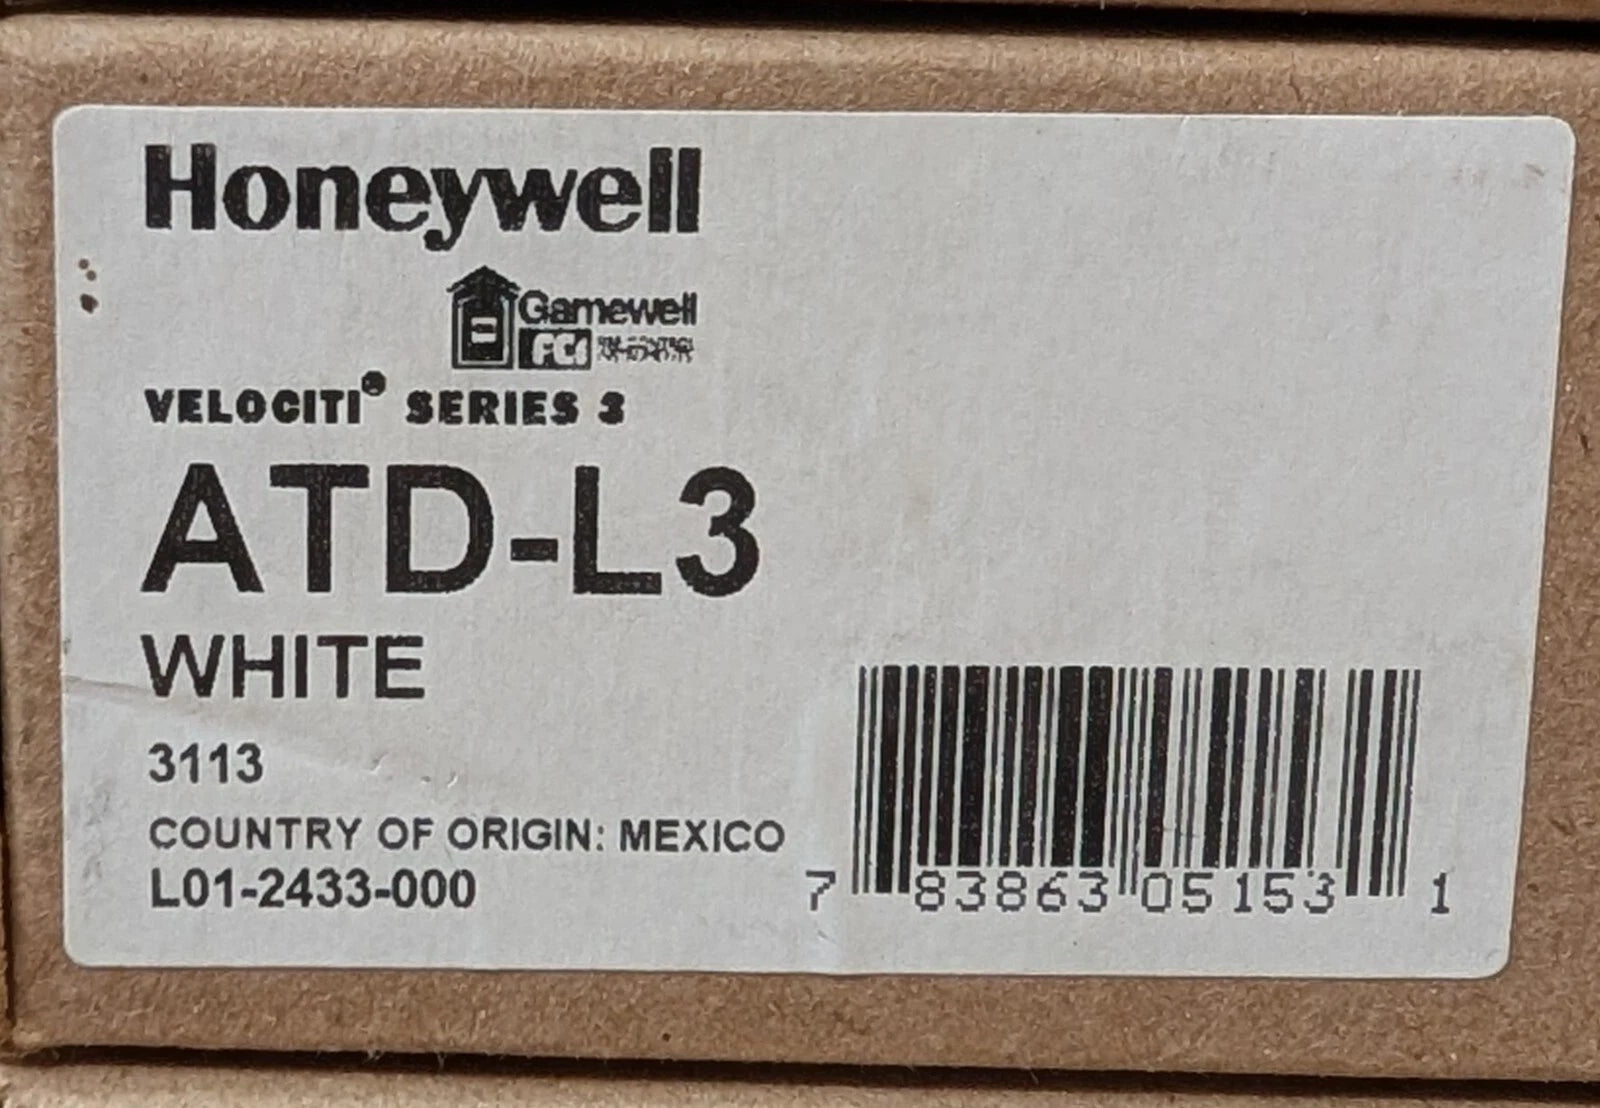 Honeywell
Gamewell
FCI
VELOCITI® SERIES 3
ATD-L3
WHITE
3113
COUNTRY OF ORIGIN: MEXICO
L01-2433-000
7 83863 05153 1